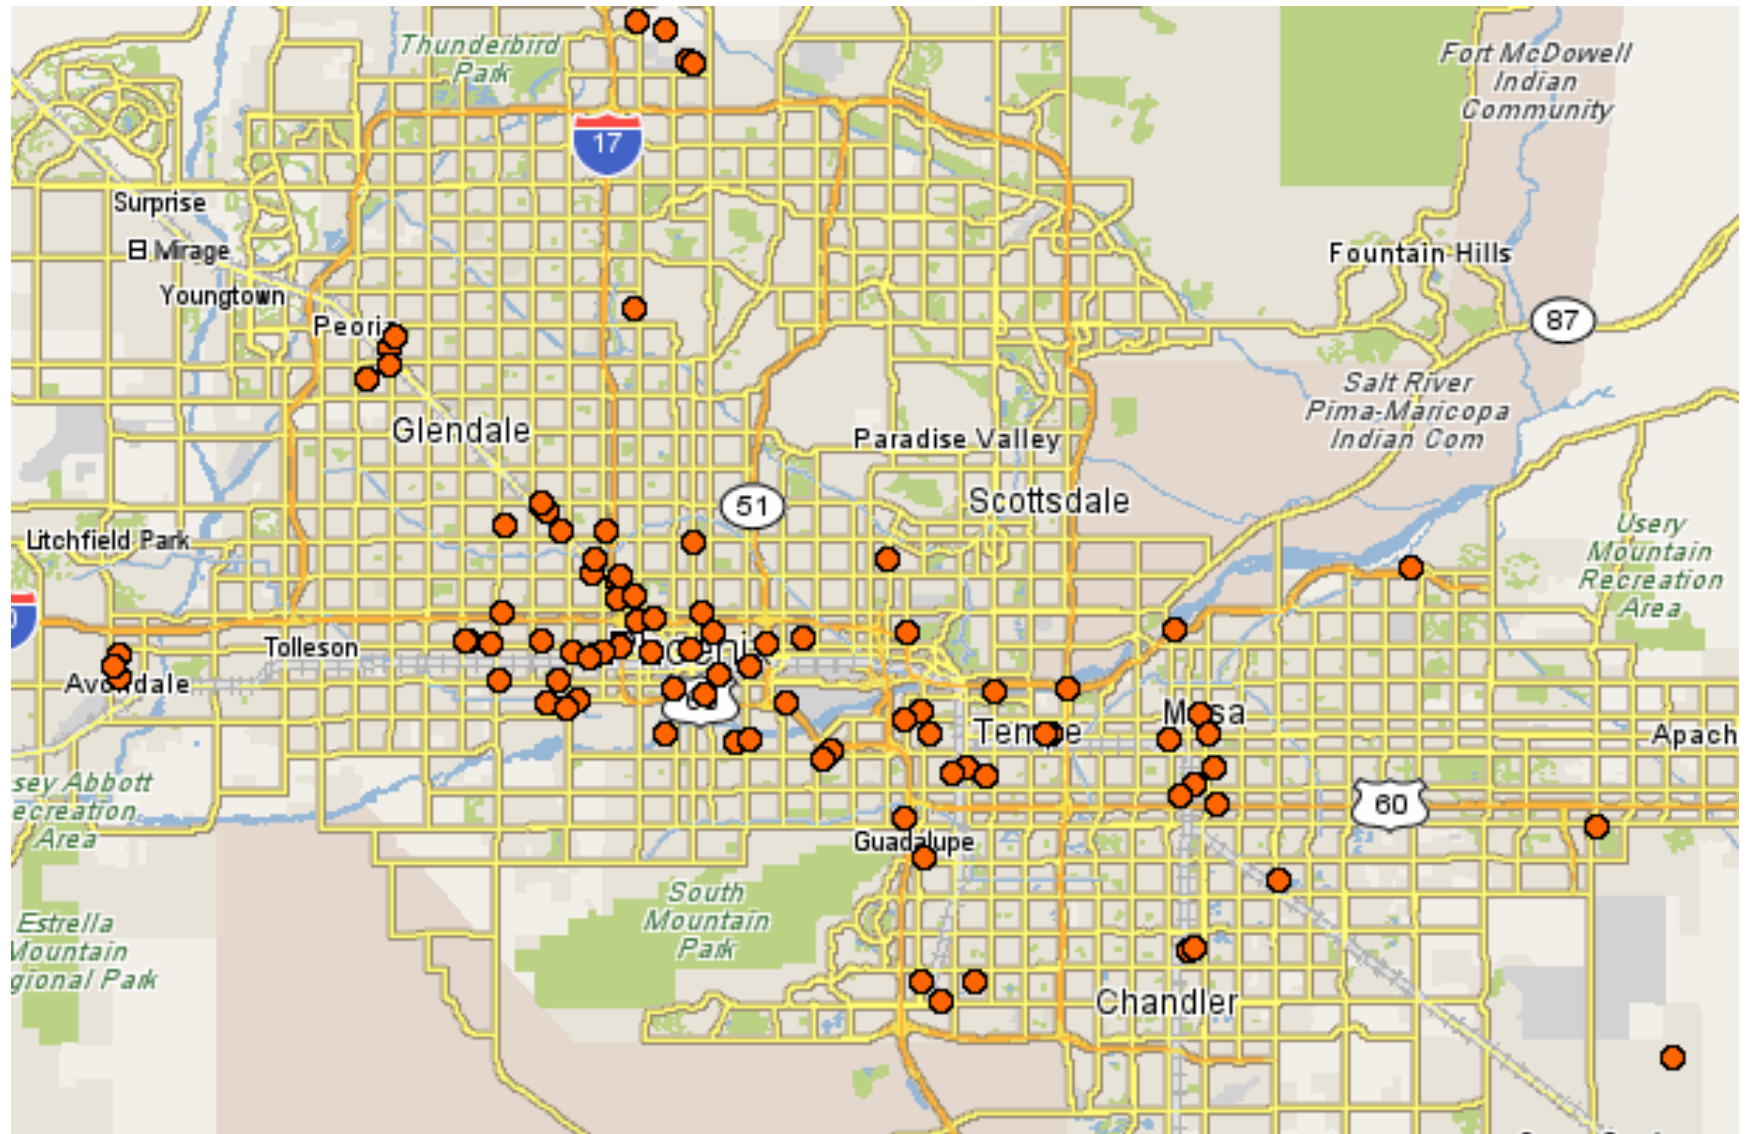 Thunderbird
Park
Fort McDowell
Indian
Community
17
Surprise
Mirage
Fountain Hills
Youngtown
Peoria
87
Salt River
Pima-Maricopa
Indian Com
Glendale
Paradise Valley
51
Scottsdale
Litchfield Park
Usery
Mountain
Recreation
Area
Tolleson
Phoenix
Avondale
Mesa
Tempe
Apach
sey Abbott
ecreation
Area
60
Guadalupe
South
Mountain
Park
Estrella
Mountain
gional Park
Chandler